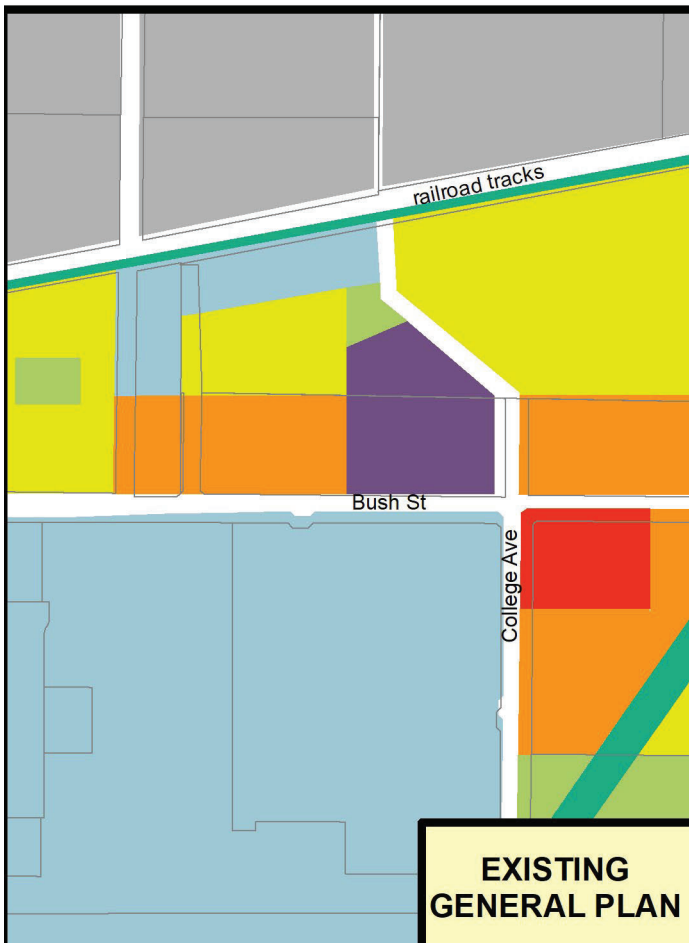 railroad tracks
Bush St
College Ave
EXISTING
GENERAL PLAN